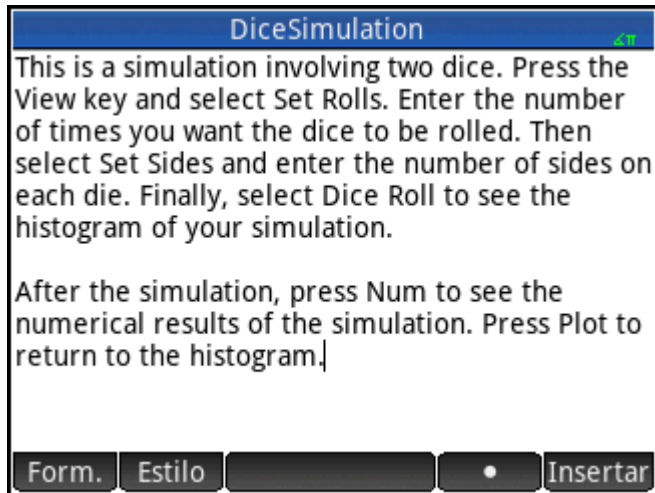 DiceSimulation
∡π
This is a simulation involving two dice. Press the
View key and select Set Rolls. Enter the number
of times you want the dice to be rolled. Then
select Set Sides and enter the number of sides on
each die. Finally, select Dice Roll to see the
histogram of your simulation.
After the simulation, press Num to see the
numerical results of the simulation. Press Plot to
return to the histogram.
Form. Estilo • Insertar